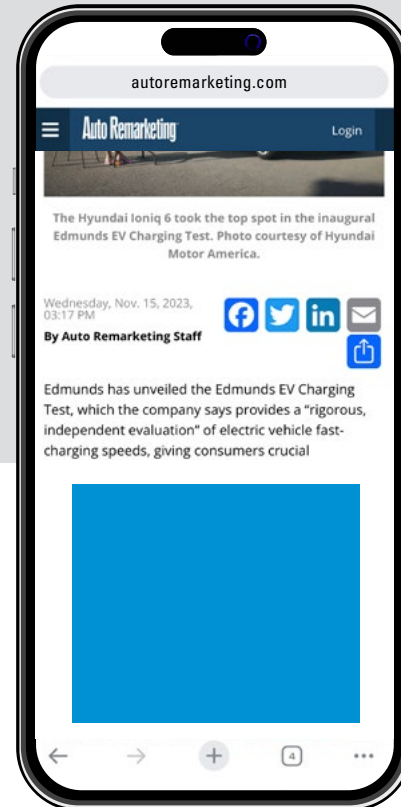 autoremarketing.com
Auto Remarketing
Login
The Hyundai Ioniq 6 took the top spot in the inaugural
Edmunds EV Charging Test. Photo courtesy of Hyundai
Motor America.
Wednesday, Nov. 15, 2023,
03:17 PM
By Auto Remarketing Staff
in
Edmunds has unveiled the Edmunds EV Charging
Test, which the company says provides a “rigorous,
independent evaluation” of electric vehicle fast-
charging speeds, giving consumers crucial
4